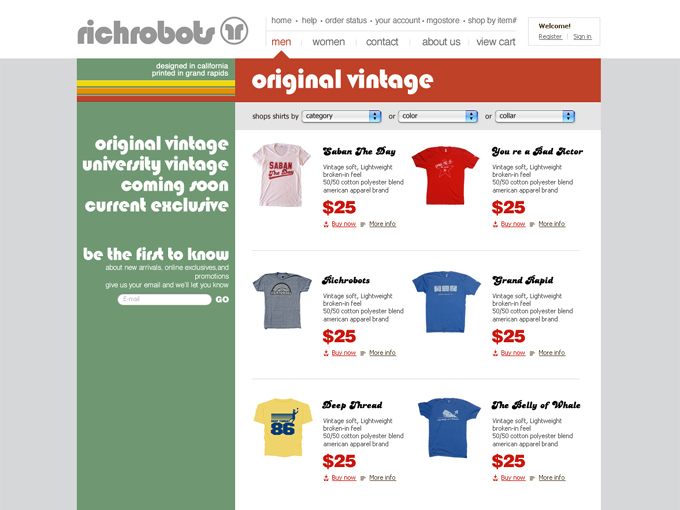 richrobots
home • help • order status • your account • mgostore • shop by item#
men women contact about us view cart
Welcome!
Register Sign in
designed in california
printed in grand rapids
original vintage
shops shirts by category or color or collar
original vintage
university vintage
coming soon
current exclusive
be the first to know
about new arrivals, online exclusives,and
promotions
give us your email and we'll let you know
E-mail GO
Saban The Day
Vintage soft, Lightweight
broken-in feel
50/50 cotton polyester blend
american apparel brand
$25
Buy now More info
SABAN
The Day
You re a Bad Actor
Vintage soft, Lightweight
broken-in feel
50/50 cotton polyester blend
american apparel brand
$25
Buy now More info
Richrobots
Vintage soft, Lightweight
broken-in feel
50/50 cotton polyester blend
american apparel brand
$25
Buy now More info
Grand Rapid
Vintage soft, Lightweight
broken-in feel
50/50 cotton polyester blend
american apparel brand
$25
Buy now More info
Deep Thread
Vintage soft, Lightweight
broken-in feel
50/50 cotton polyester blend
american apparel brand
$25
Buy now More info
86
The Belly of Whale
Vintage soft, Lightweight
broken-in feel
50/50 cotton polyester blend
american apparel brand
$25
Buy now More info